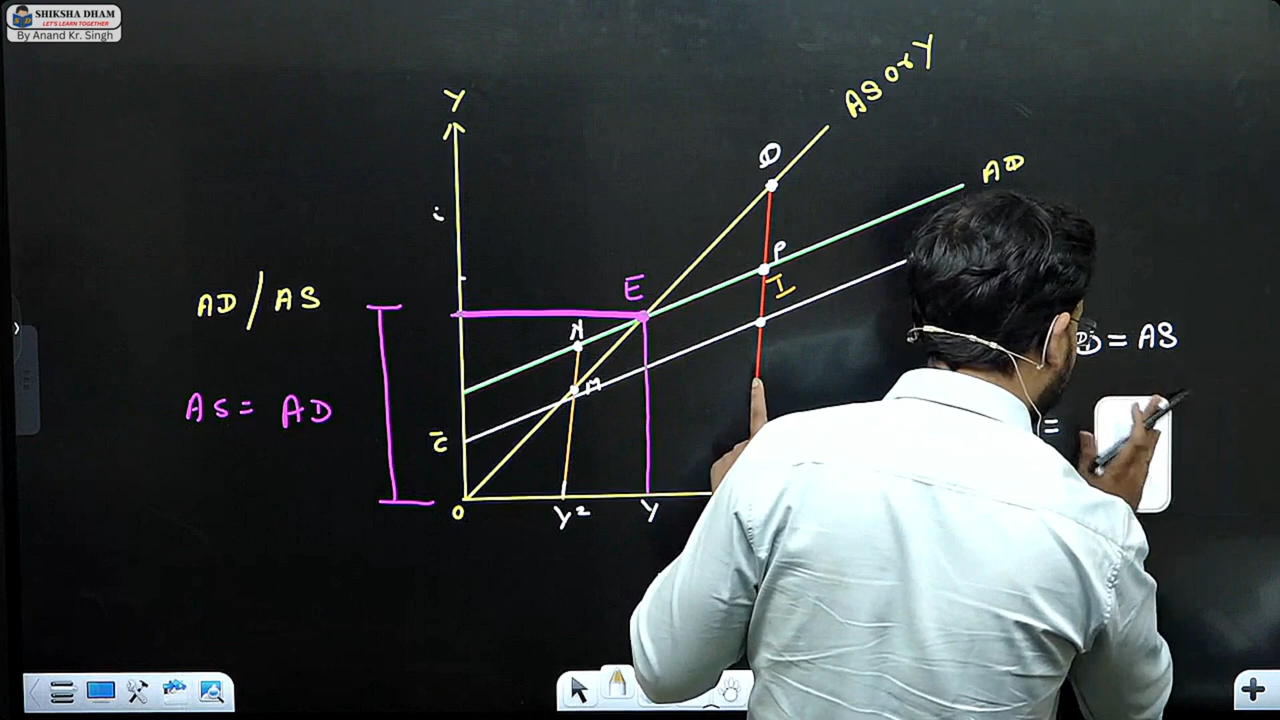 SHIKSHA DHAM
LET'S LEARN TOGETHER
By Anand Kr. Singh
Y
AS or Y
D
AD
P
E
I
AD / AS
N
= AS
M
AS = AD
C̅
=
O
Y²
Y